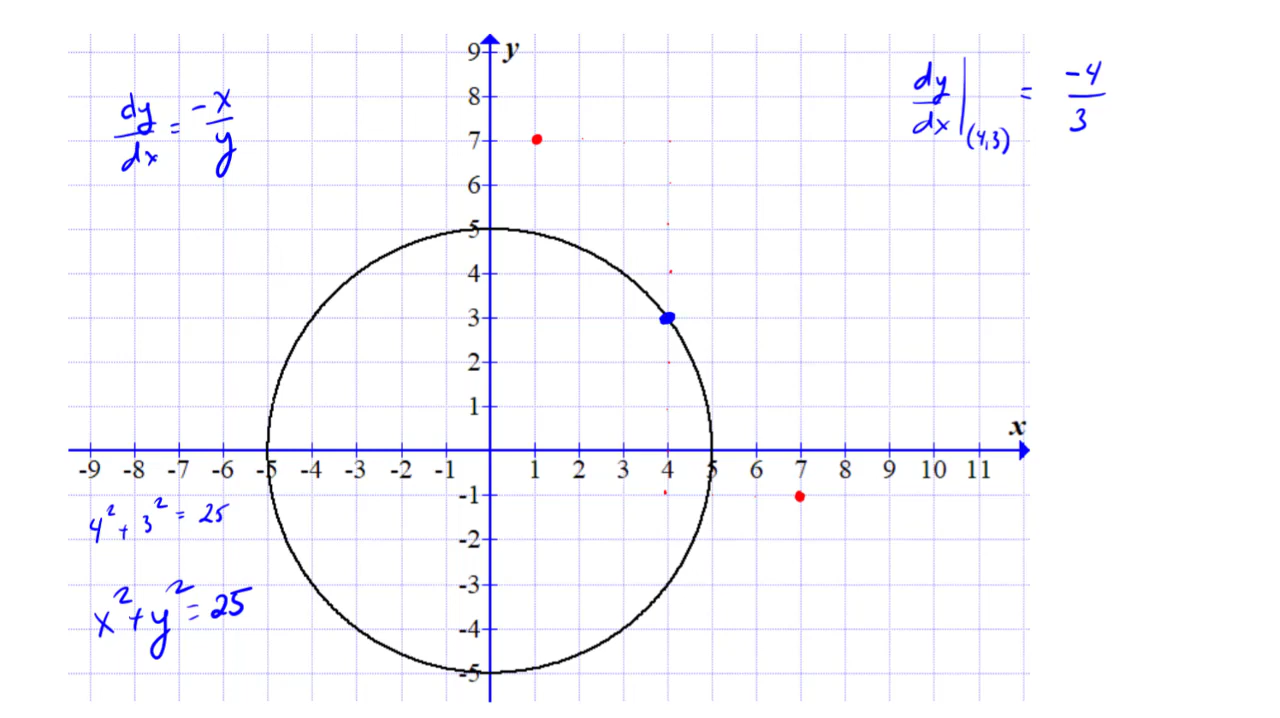 dy/dx = -x/y
dy/dx |(4,3) = -4/3
y
9
8
7
6
5
4
3
2
1
x
-9 -8 -7 -6 -5 -4 -3 -2 -1 1 2 3 4 5 6 7 8 9 10 11
-1
-2
-3
-4
-5
4² + 3² = 25
x² + y² = 25